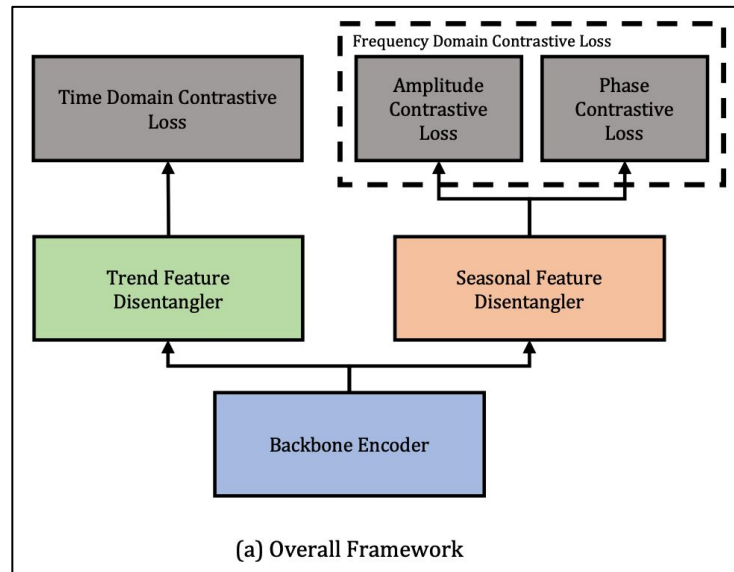 Frequency Domain Contrastive Loss
Time Domain Contrastive
Loss
Amplitude
Contrastive
Loss
Phase
Contrastive
Loss
Trend Feature
Disentangler
Seasonal Feature
Disentangler
Backbone Encoder
(a) Overall Framework